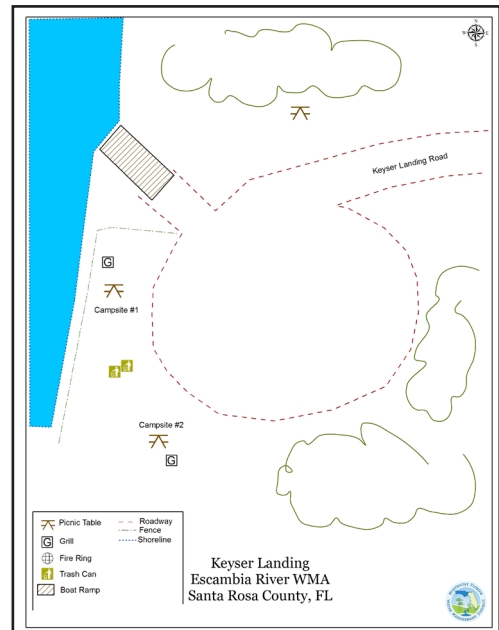 N
W
E
S
Keyser Landing Road
G
Campsite #1
Campsite #2
G
Picnic Table
G
Grill
Fire Ring
Trash Can
Boat Ramp
Roadway
Fence
Shoreline
Keyser Landing
Escambia River WMA
Santa Rosa County, FL